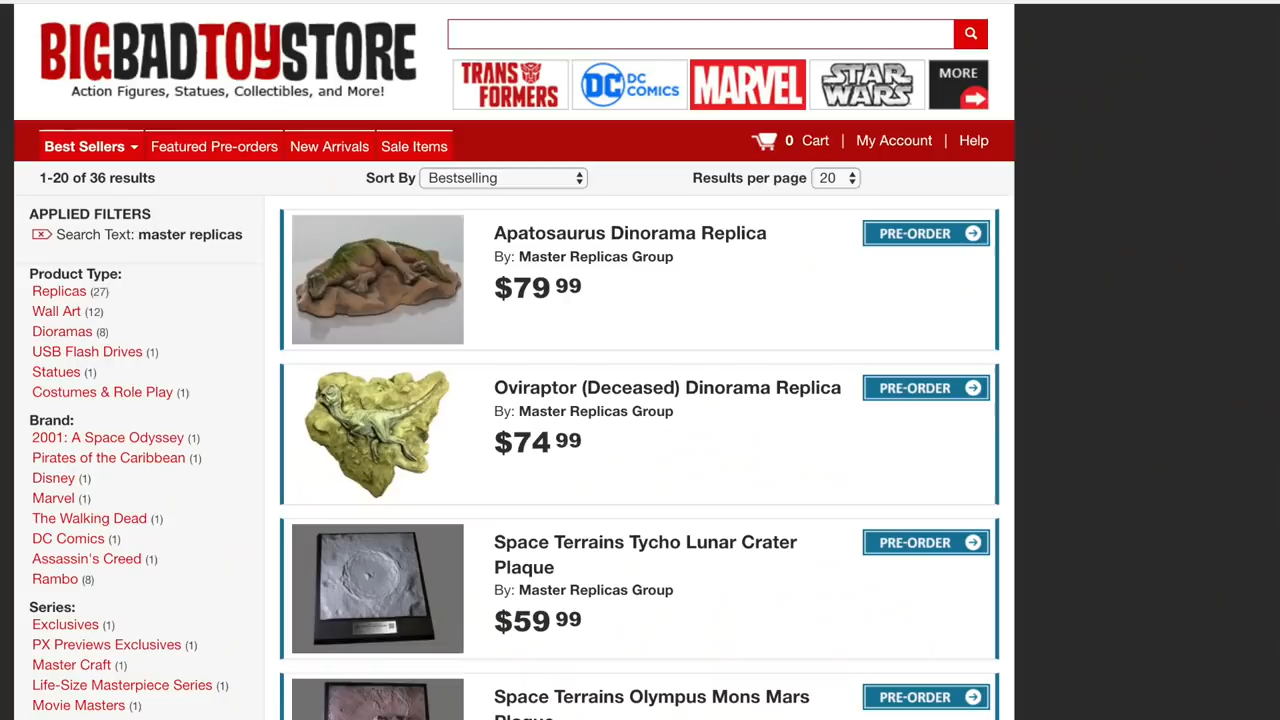 BIGBADTOYSTORE
Action Figures, Statues, Collectibles, and More!
TRANSFORMERS
DC
DC COMICS
MARVEL
STAR WARS
MORE
Best Sellers
Featured Pre-orders
New Arrivals
Sale Items
0 Cart | My Account | Help
1-20 of 36 results
Sort By Bestselling
Results per page 20
APPLIED FILTERS
Search Text: master replicas
Product Type:
Replicas (27)
Wall Art (12)
Dioramas (8)
USB Flash Drives (1)
Statues (1)
Costumes & Role Play (1)
Brand:
2001: A Space Odyssey (1)
Pirates of the Caribbean (1)
Disney (1)
Marvel (1)
The Walking Dead (1)
DC Comics (1)
Assassin's Creed (1)
Rambo (8)
Series:
Exclusives (1)
PX Previews Exclusives (1)
Master Craft (1)
Life-Size Masterpiece Series (1)
Movie Masters (1)
Apatosaurus Dinorama Replica
By: Master Replicas Group
$79 99
PRE-ORDER
Oviraptor (Deceased) Dinorama Replica
By: Master Replicas Group
$74 99
PRE-ORDER
Space Terrains Tycho Lunar Crater
Plaque
By: Master Replicas Group
$59 99
PRE-ORDER
Space Terrains Olympus Mons Mars
Plaque
PRE-ORDER